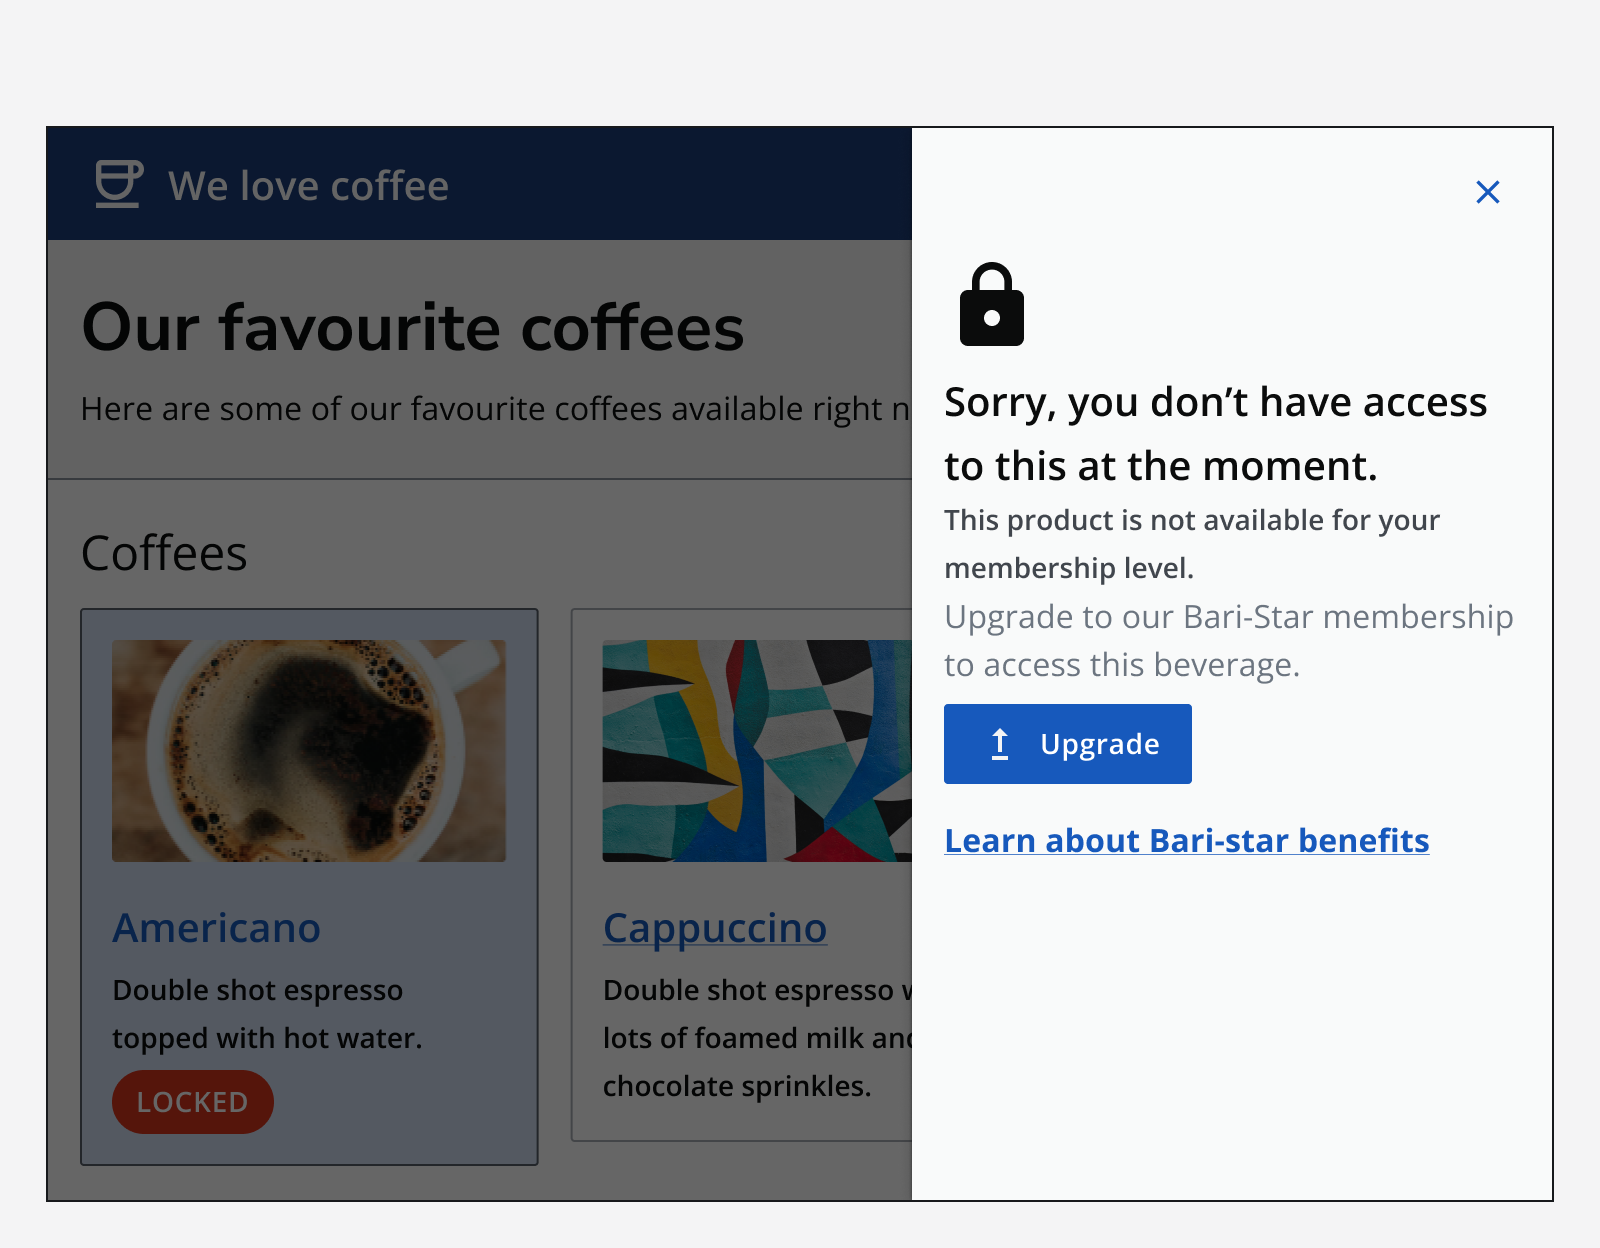 We love coffee
Our favourite coffees
Here are some of our favourite coffees available right
Coffees
Americano
Double shot espresso
topped with hot water.
LOCKED
Cappuccino
Double shot espresso
lots of foamed milk and
chocolate sprinkles.
Sorry, you don’t have access
to this at the moment.
This product is not available for your
membership level.
Upgrade to our Bari-Star membership
to access this beverage.
Upgrade
Learn about Bari-star benefits